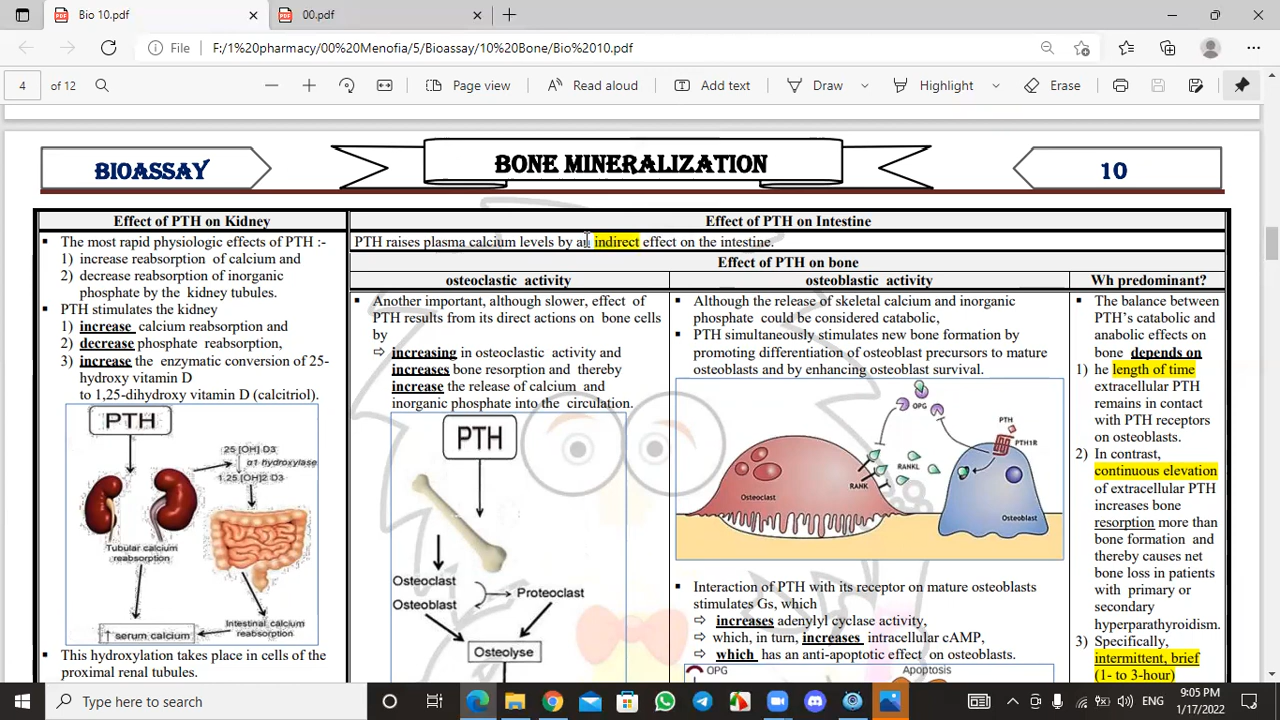 Bio 10.pdf
00.pdf
File
F:/1%20pharmacy/00%20Menofia/5/Bioassay/10%20Bone/Bio%2010.pdf
4
of 12
Page view
Read aloud
Add text
Draw
Highlight
Erase
BIOASSAY
BONE MINERALIZATION
10
Effect of PTH on Kidney
▪ The most rapid physiologic effects of PTH :-
1) increase reabsorption of calcium and
2) decrease reabsorption of inorganic
phosphate by the kidney tubules.
▪ PTH stimulates the kidney
1) increase calcium reabsorption and
2) decrease phosphate reabsorption,
3) increase the enzymatic conversion of 25-
hydroxy vitamin D
to 1,25-dihydroxy vitamin D (calcitriol).
PTH
25 [OH] D3
α1 hydroxylase
1.25 [OH]2 D3
Tubular calcium
reabsorption
Intestinal calcium
reabsorption
↑ serum calcium
▪ This hydroxylation takes place in cells of the
proximal renal tubules.
Effect of PTH on Intestine
PTH raises plasma calcium levels by an indirect effect on the intestine.
Effect of PTH on bone
osteoclastic activity
▪ Another important, although slower, effect of
PTH results from its direct actions on bone cells
by
⇨ increasing in osteoclastic activity and
increases bone resorption and thereby
increase the release of calcium and
inorganic phosphate into the circulation.
PTH
Osteoclast
Osteoblast
Proteoclast
Osteolyse
osteoblastic activity
▪ Although the release of skeletal calcium and inorganic
phosphate could be considered catabolic,
▪ PTH simultaneously stimulates new bone formation by
promoting differentiation of osteoblast precursors to mature
osteoblasts and by enhancing osteoblast survival.
OPG
PTH
PTH1R
RANKL
RANK
Osteoclast
Osteoblast
▪ Interaction of PTH with its receptor on mature osteoblasts
stimulates Gs, which
⇨ increases adenylyl cyclase activity,
⇨ which, in turn, increases intracellular cAMP,
⇨ which has an anti-apoptotic effect on osteoblasts.
OPG
Apoptosis
Wh predominant?
▪ The balance between
PTH's catabolic and
anabolic effects on
bone depends on
1) he length of time
extracellular PTH
remains in contact
with PTH receptors
on osteoblasts.
2) In contrast,
continuous elevation
of extracellular PTH
increases bone
resorption more than
bone formation and
thereby causes net
bone loss in patients
with primary or
secondary
hyperparathyroidism.
3) Specifically,
intermittent, brief
(1- to 3-hour)
Type here to search
ENG
9:05 PM
1/17/2022